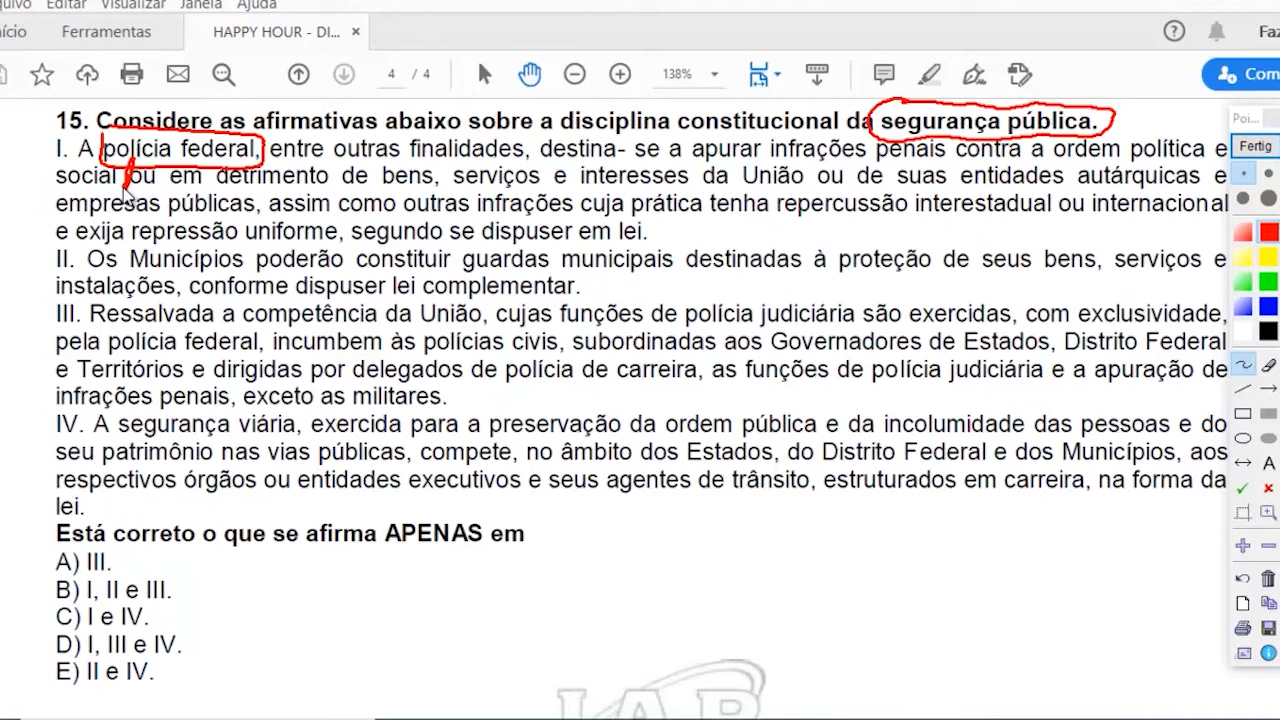 quivo Editar Visualizar Janela Ajuda
ício Ferramentas HAPPY HOUR - DI... × ? Faz
4 / 4 138% Com
15. Considere as afirmativas abaixo sobre a disciplina constitucional da segurança pública.
I. A polícia federal, entre outras finalidades, destina- se a apurar infrações penais contra a ordem política e
social ou em detrimento de bens, serviços e interesses da União ou de suas entidades autárquicas e
empresas públicas, assim como outras infrações cuja prática tenha repercussão interestadual ou internacional
e exija repressão uniforme, segundo se dispuser em lei.
II. Os Municípios poderão constituir guardas municipais destinadas à proteção de seus bens, serviços e
instalações, conforme dispuser lei complementar.
III. Ressalvada a competência da União, cujas funções de polícia judiciária são exercidas, com exclusividade,
pela polícia federal, incumbem às polícias civis, subordinadas aos Governadores de Estados, Distrito Federal
e Territórios e dirigidas por delegados de polícia de carreira, as funções de polícia judiciária e a apuração de
infrações penais, exceto as militares.
IV. A segurança viária, exercida para a preservação da ordem pública e da incolumidade das pessoas e do
seu patrimônio nas vias públicas, compete, no âmbito dos Estados, do Distrito Federal e dos Municípios, aos
respectivos órgãos ou entidades executivos e seus agentes de trânsito, estruturados em carreira, na forma da
lei.
Está correto o que se afirma APENAS em
A) III.
B) I, II e III.
C) I e IV.
D) I, III e IV.
E) II e IV.
Poi...
Fertig
A